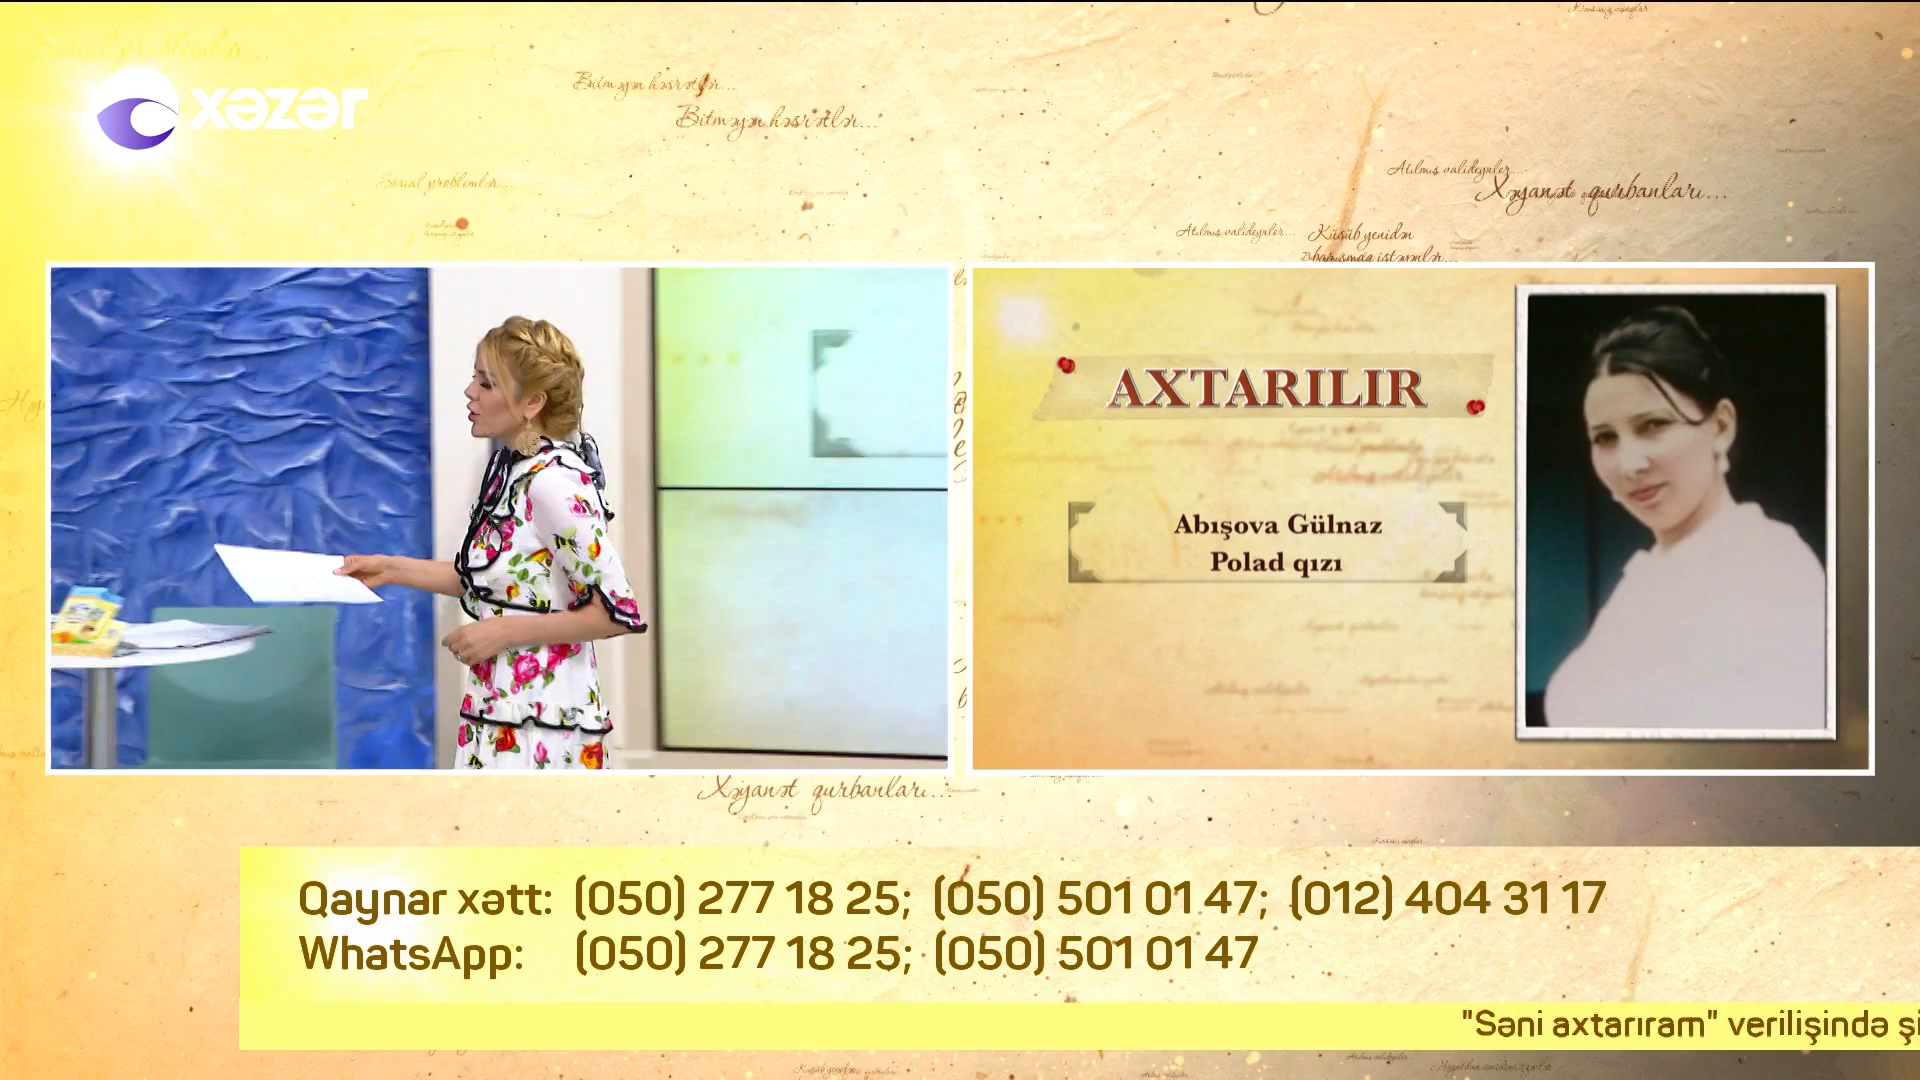 xəzər
Bitməyən həsrətlər...
Bitməyən həsrətlər...
Sosial problemlər...
Atılmış valideynlər...
Xəyanət qurbanları...
Atılmış valideynlər...
Küsüb yenidən
barışmaq istəyənlər...
AXTARILIR
Abışova Gülnaz
Polad qızı
Xəyanət qurbanları...
Qaynar xətt: (050) 277 18 25; (050) 501 01 47; (012) 404 31 17
WhatsApp: (050) 277 18 25; (050) 501 01 47
"Səni axtarıram" verilişində şi